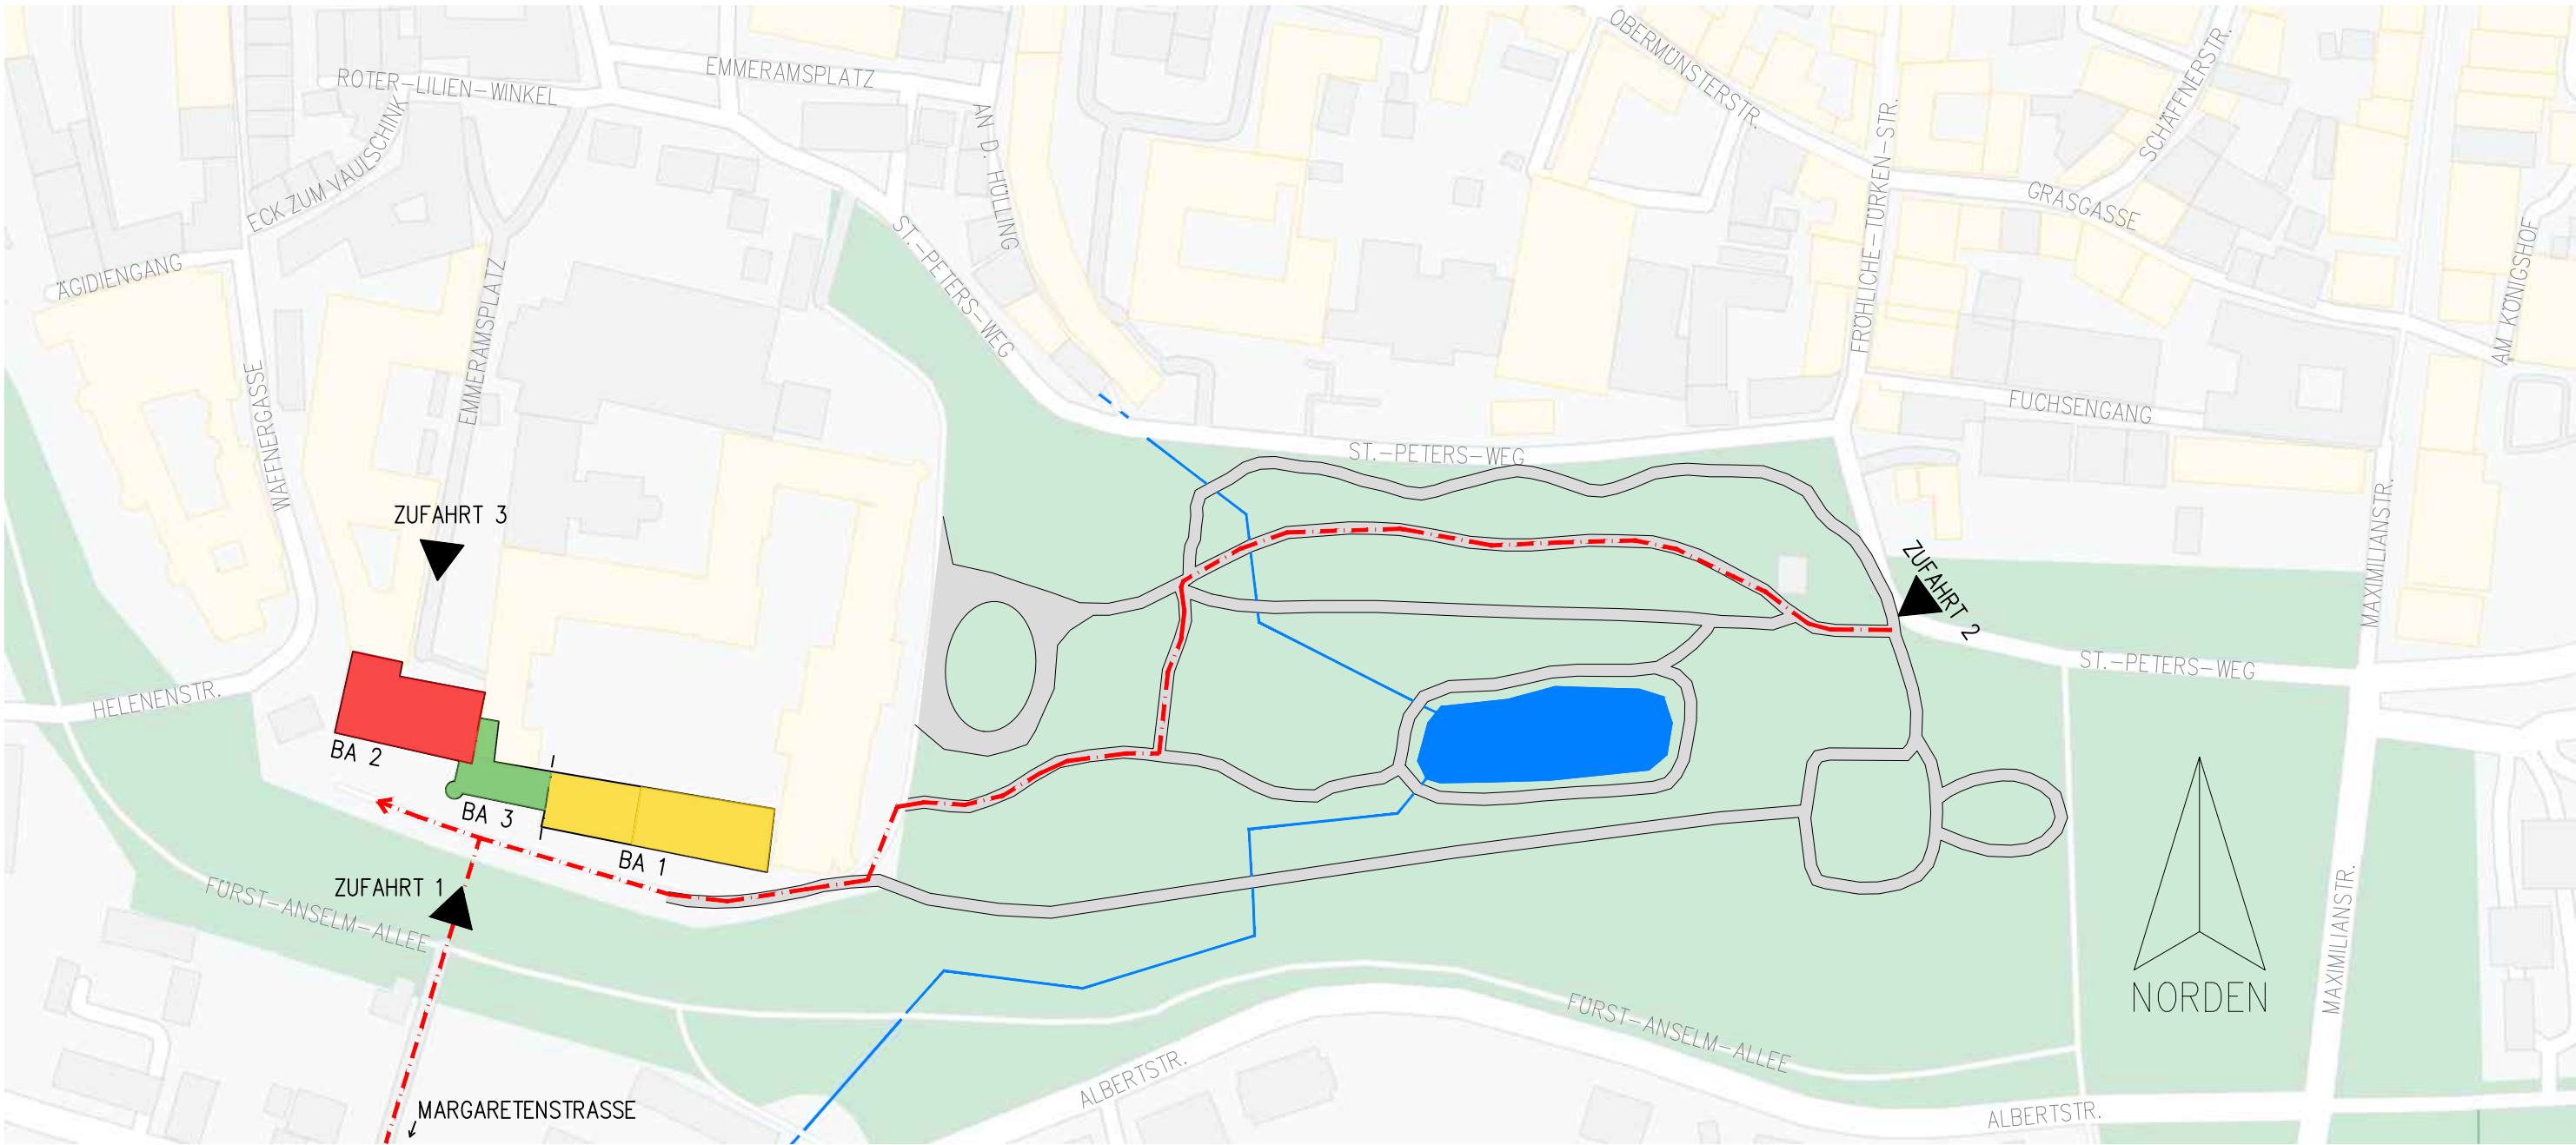 OBERMÜNSTERSTR.
EMMERAMSPLATZ
ROTER-LILIEN-WINKEL
SCHÄFFNERSTR.
ECK ZUM VAULSCHINK
AN D. HÜLLING
FRÖHLICHE-TÜRKEN-STR.
GRASGASSE
ÄGIDIENGANG
EMMERAMSPLATZ
ST.-PETERS-WEG
AM KÖNIGSHOF
WAFFNERGASSE
FUCHSENGANG
ST.-PETERS-WEG
ZUFAHRT 3
MAXIMILIANSTR.
ZUFAHRT 2
ST.-PETERS-WEG
HELENENSTR.
BA 2
BA 3
BA 1
ZUFAHRT 1
FÜRST-ANSELM-ALLEE
MAXIMILIANSTR.
NORDEN
FÜRST-ANSELM-ALLEE
ALBERTSTR.
MARGARETENSTRASSE
ALBERTSTR.